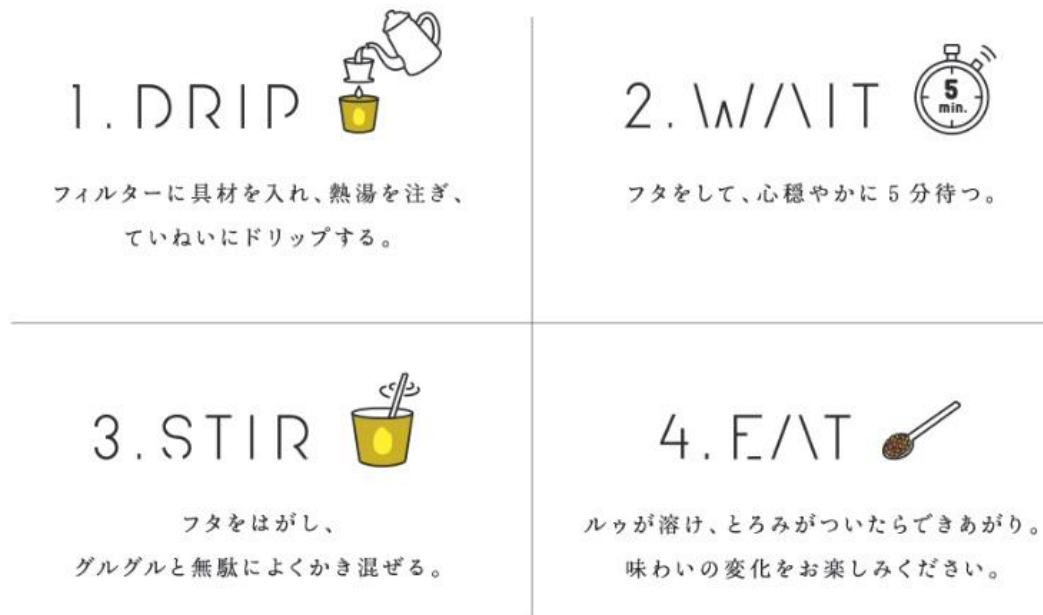 1.DRIP
フィルターに具材を入れ、熱湯を注ぎ、
ていねいにドリップする。
2.WAIT
5
min.
フタをして、心穏やかに5分待つ。
3.STIR
フタをはがし、
グルグルと無駄によくかき混ぜる。
4.EAT
ルゥが溶け、とろみがついたらできあがり。
味わいの変化をお楽しみください。